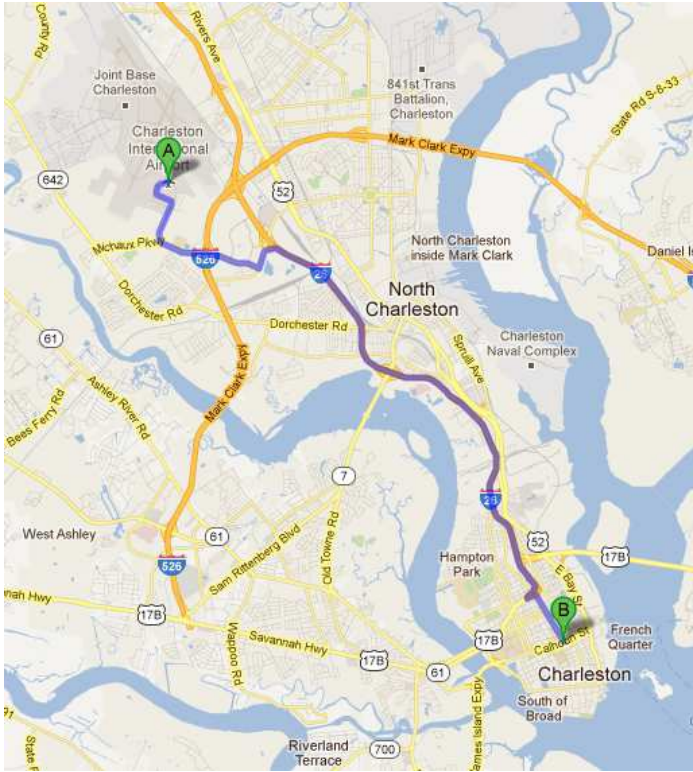 County Rd
Rivers Ave
Joint Base
Charleston
841st Trans
Battalion,
Charleston
State Rd S-6-33
Charleston
International
Airport
A
Mark Clark Expy
642
52
Michaux Pkwy
526
North Charleston
inside Mark Clark
Daniel Is
26
North
Charleston
Dorchester Rd
Dorchester Rd
Charleston
Naval Complex
61
Spruill Ave
Mark Clark Expy
Ashley River Rd
Bees Ferry Rd
7
26
West Ashley
61
Sam Rittenberg Blvd
Old Towne Rd
52
17B
Hampton
Park
526
E Bay St
B
nah Hwy
17B
Savannah Hwy
17B
Calhoun St
French
Quarter
Wappoo Rd
61
Charleston
South of
Broad
James Island Expy
91
State F
Riverland
Terrace
700